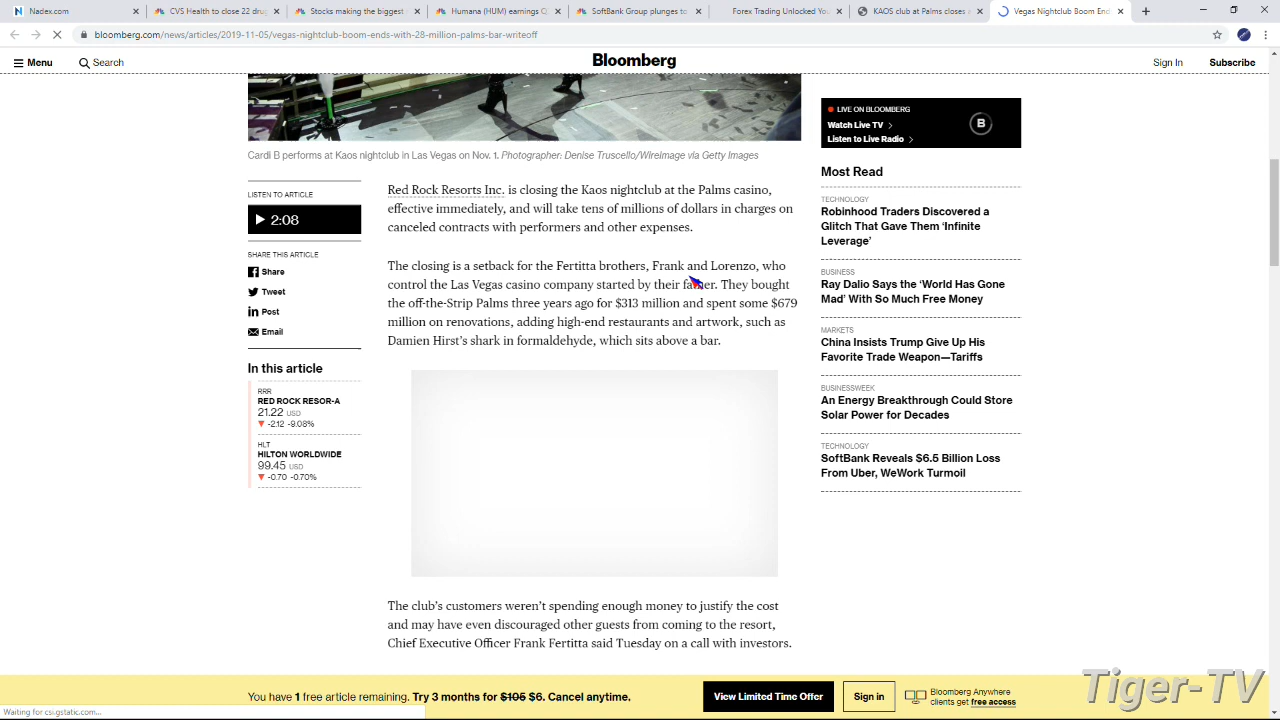 Nadex.com
CVS Health to close 22 drug
Stocks making the biggest
Humana (HUM) earnings Q
SoftBank Group plunges to
Forex Trading Unlocked You
KAOS club at Palms closes i
Vegas Nightclub Boom End
bloomberg.com/news/articles/2019-11-05/vegas-nightclub-boom-ends-with-28-million-palms-bar-writeoff
Menu
Search
Bloomberg
Sign In
Subscribe
Cardi B performs at Kaos nightclub in Las Vegas on Nov. 1. Photographer: Denise Truscello/WireImage via Getty Images
LISTEN TO ARTICLE
2:08
SHARE THIS ARTICLE
Share
Tweet
Post
Email
In this article
RRR
RED ROCK RESOR-A
21.22 USD
-2.12 -9.08%
HLT
HILTON WORLDWIDE
99.45 USD
-0.70 -0.70%
Red Rock Resorts Inc. is closing the Kaos nightclub at the Palms casino,
effective immediately, and will take tens of millions of dollars in charges on
canceled contracts with performers and other expenses.
The closing is a setback for the Fertitta brothers, Frank and Lorenzo, who
control the Las Vegas casino company started by their father. They bought
the off-the-Strip Palms three years ago for $313 million and spent some $679
million on renovations, adding high-end restaurants and artwork, such as
Damien Hirst's shark in formaldehyde, which sits above a bar.
The club's customers weren't spending enough money to justify the cost
and may have even discouraged other guests from coming to the resort,
Chief Executive Officer Frank Fertitta said Tuesday on a call with investors.
LIVE ON BLOOMBERG
Watch Live TV
Listen to Live Radio
B
Most Read
TECHNOLOGY
Robinhood Traders Discovered a
Glitch That Gave Them 'Infinite
Leverage'
BUSINESS
Ray Dalio Says the 'World Has Gone
Mad' With So Much Free Money
MARKETS
China Insists Trump Give Up His
Favorite Trade Weapon—Tariffs
BUSINESSWEEK
An Energy Breakthrough Could Store
Solar Power for Decades
TECHNOLOGY
SoftBank Reveals $6.5 Billion Loss
From Uber, WeWork Turmoil
You have 1 free article remaining. Try 3 months for $105 $6. Cancel anytime.
View Limited Time Offer
Sign in
Bloomberg Anywhere
clients get free access
Tiger-TV
Waiting for csi.gstatic.com...